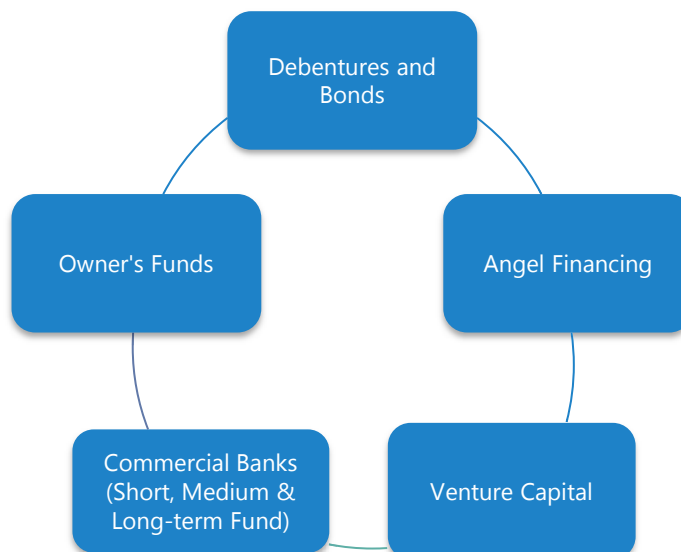 Debentures and
Bonds
Owner's Funds
Angel Financing
Commercial Banks
(Short, Medium &
Long-term Fund)
Venture Capital